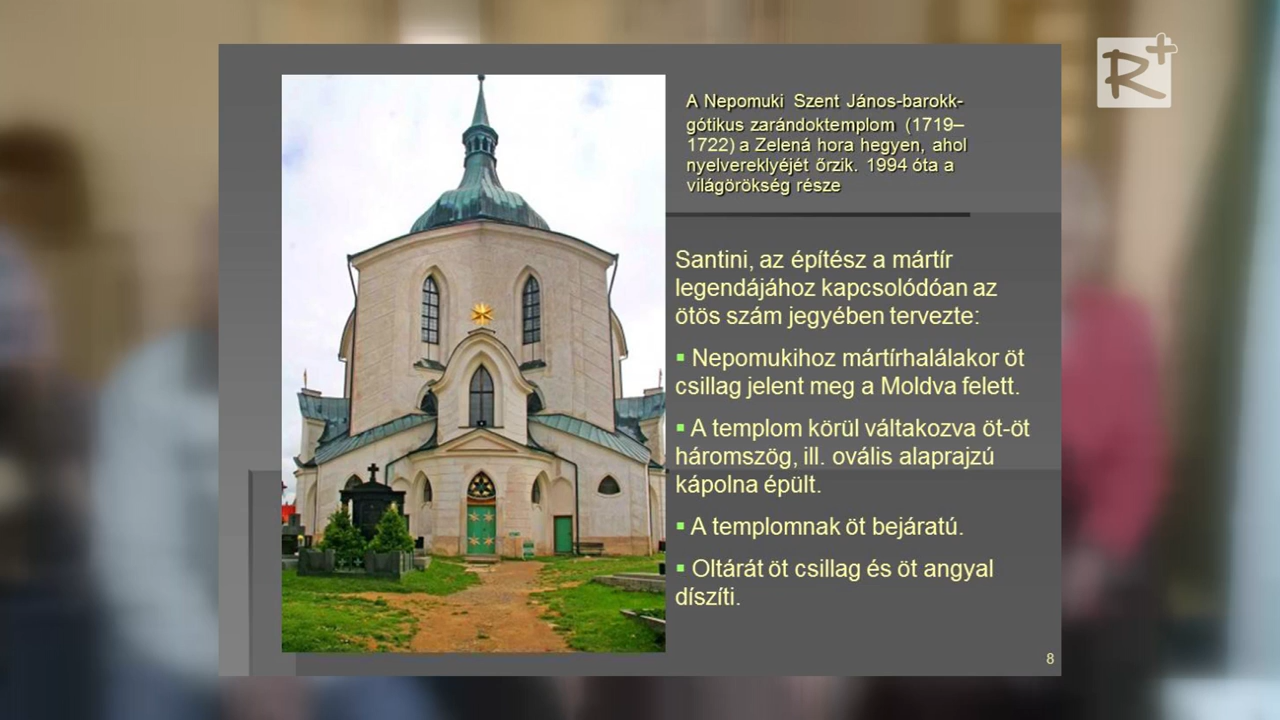 R+
A Nepomuki Szent János-barokk-
gótikus zarándoktemplom (1719–
1722) a Zelená hora hegyen, ahol
nyelvereklyéjét őrzik. 1994 óta a
világörökség része
Santini, az építész a mártír
legendájához kapcsolódóan az
ötös szám jegyében tervezte:
▪ Nepomukihoz mártírhalálakor öt
csillag jelent meg a Moldva felett.
▪ A templom körül váltakozva öt-öt
háromszög, ill. ovális alaprajzú
kápolna épült.
▪ A templomnak öt bejáratú.
▪ Oltárát öt csillag és öt angyal
díszíti.
8